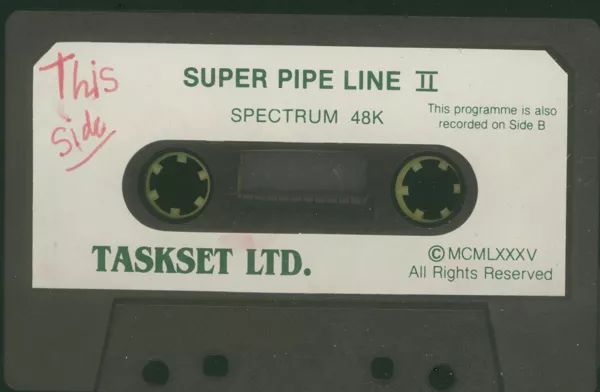 This
side
SUPER PIPE LINE II
SPECTRUM 48K
This programme is also
recorded on Side B
TASKSET LTD.
©MCMLXXXV
All Rights Reserved